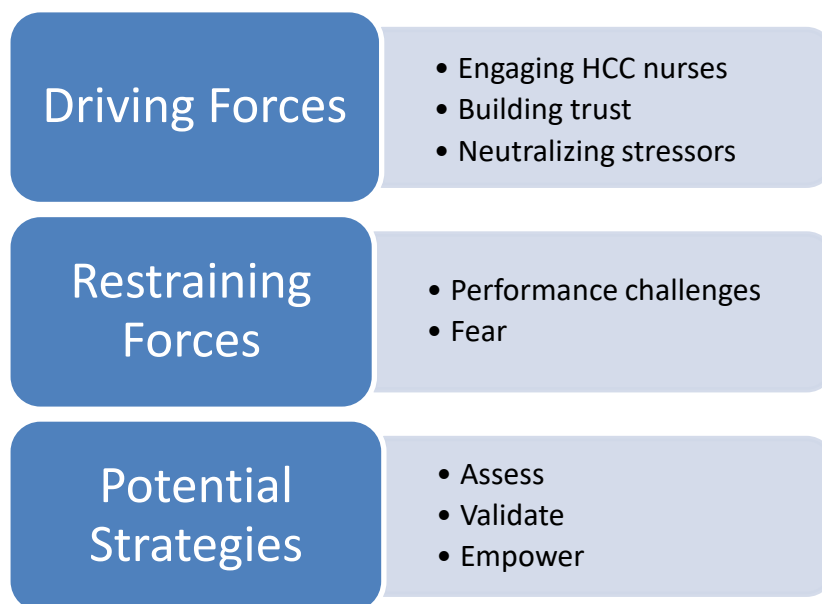 Driving Forces
• Engaging HCC nurses
• Building trust
• Neutralizing stressors
Restraining
Forces
• Performance challenges
• Fear
Potential
Strategies
• Assess
• Validate
• Empower